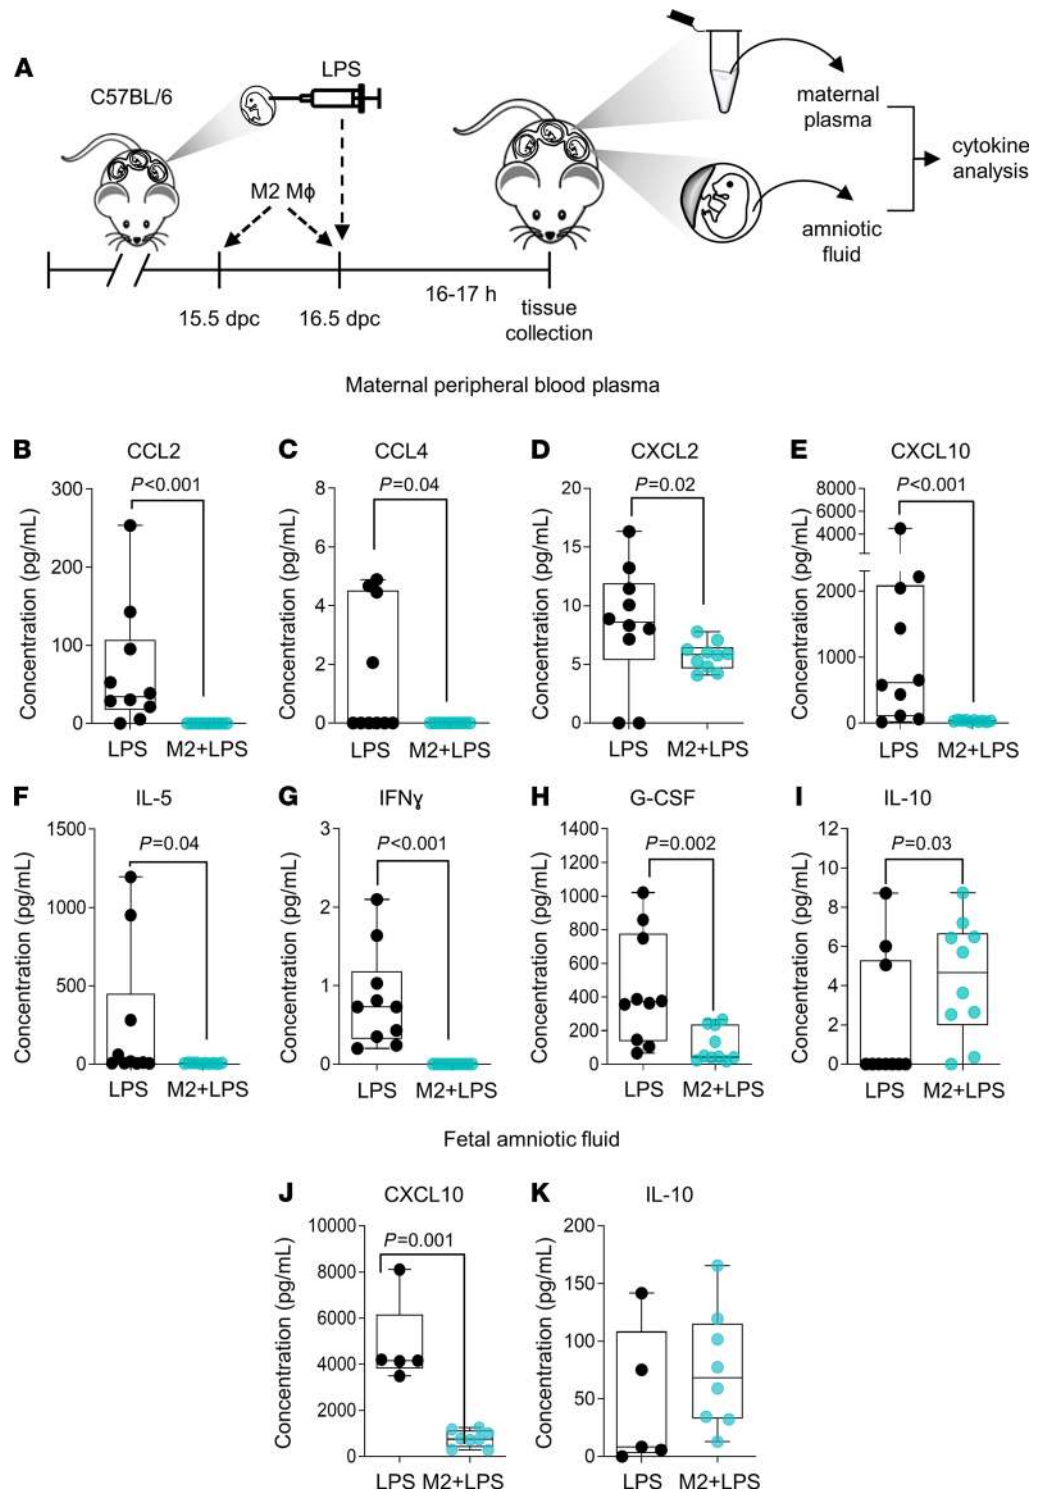 A
C57BL/6
LPS
M2 Mϕ
15.5 dpc
16.5 dpc
16-17 h
tissue
collection
maternal
plasma
amniotic
fluid
cytokine
analysis
Maternal peripheral blood plasma
B
CCL2
P<0.001
Concentration (pg/mL)
300
200
100
0
LPS
M2+LPS
C
CCL4
P=0.04
Concentration (pg/mL)
8
6
4
2
0
LPS
M2+LPS
D
CXCL2
P=0.02
Concentration (pg/mL)
20
15
10
5
0
LPS
M2+LPS
E
CXCL10
P<0.001
Concentration (pg/mL)
8000
6000
4000
2000
1000
0
LPS
M2+LPS
F
IL-5
P=0.04
Concentration (pg/mL)
1500
1000
500
0
LPS
M2+LPS
G
IFNɣ
P<0.001
Concentration (pg/mL)
3
2
1
0
LPS
M2+LPS
H
G-CSF
P=0.002
Concentration (pg/mL)
1400
1200
1000
800
600
400
200
0
LPS
M2+LPS
I
IL-10
P=0.03
Concentration (pg/mL)
12
10
8
6
4
2
0
LPS
M2+LPS
Fetal amniotic fluid
J
CXCL10
P=0.001
Concentration (pg/mL)
10000
8000
6000
4000
2000
0
LPS
M2+LPS
K
IL-10
Concentration (pg/mL)
200
150
100
50
0
LPS
M2+LPS